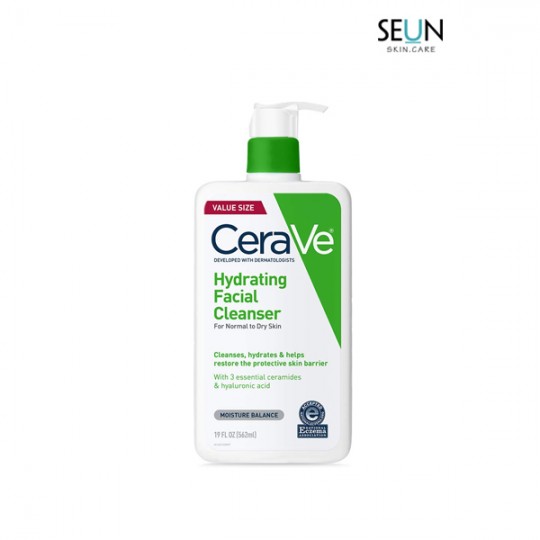 SEUN
SKIN.CARE
VALUE SIZE
CeraVe®
DEVELOPED WITH DERMATOLOGISTS
Hydrating
Facial
Cleanser
For Normal to Dry Skin
Cleanses, hydrates & helps
restore the protective skin barrier
With 3 essential ceramides
& hyaluronic acid
MOISTURE BALANCE
ACCEPTED
e
NATIONAL
Eczema
ASSOCIATION
19 FL OZ (562ml)